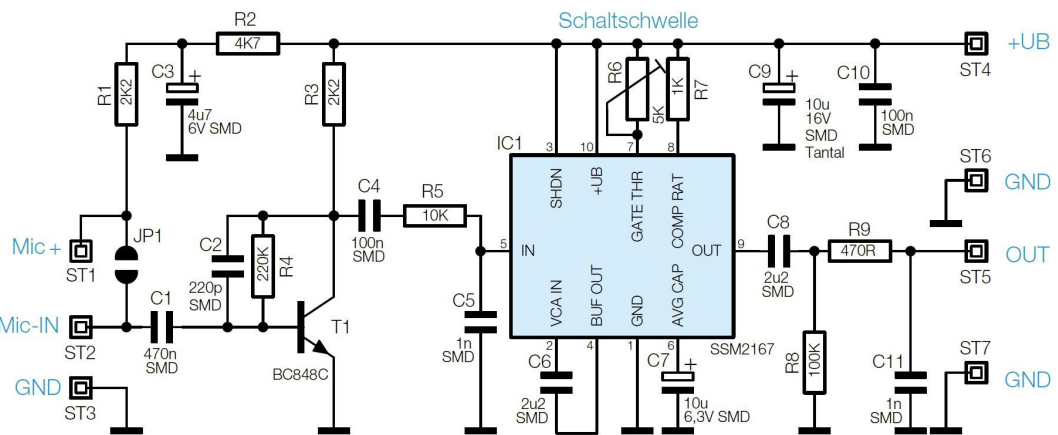 Schaltschwelle
R2
4K7
+UB
ST4
R1
2K2
C3
+
4u7
6V SMD
R3
2K2
R6
5K
1K
R7
C9
+
10u
16V
SMD
Tantal
C10
100n
SMD
IC1
3
10
7
8
SHDN
+UB
GATE THR
COMP RAT
ST6
GND
Mic +
ST1
JP1
C2
220p
SMD
220K
R4
C4
100n
SMD
R5
10K
5
IN
OUT
9
C8
2u2
SMD
R9
470R
ST5
OUT
Mic-IN
ST2
C1
470n
SMD
T1
BC848C
C5
1n
SMD
VCA IN
BUF OUT
GND
AVG CAP
2
4
1
6
SSM2167
C6
2u2
SMD
C7
+
10u
6,3V SMD
R8
100K
C11
1n
SMD
ST7
GND
GND
ST3